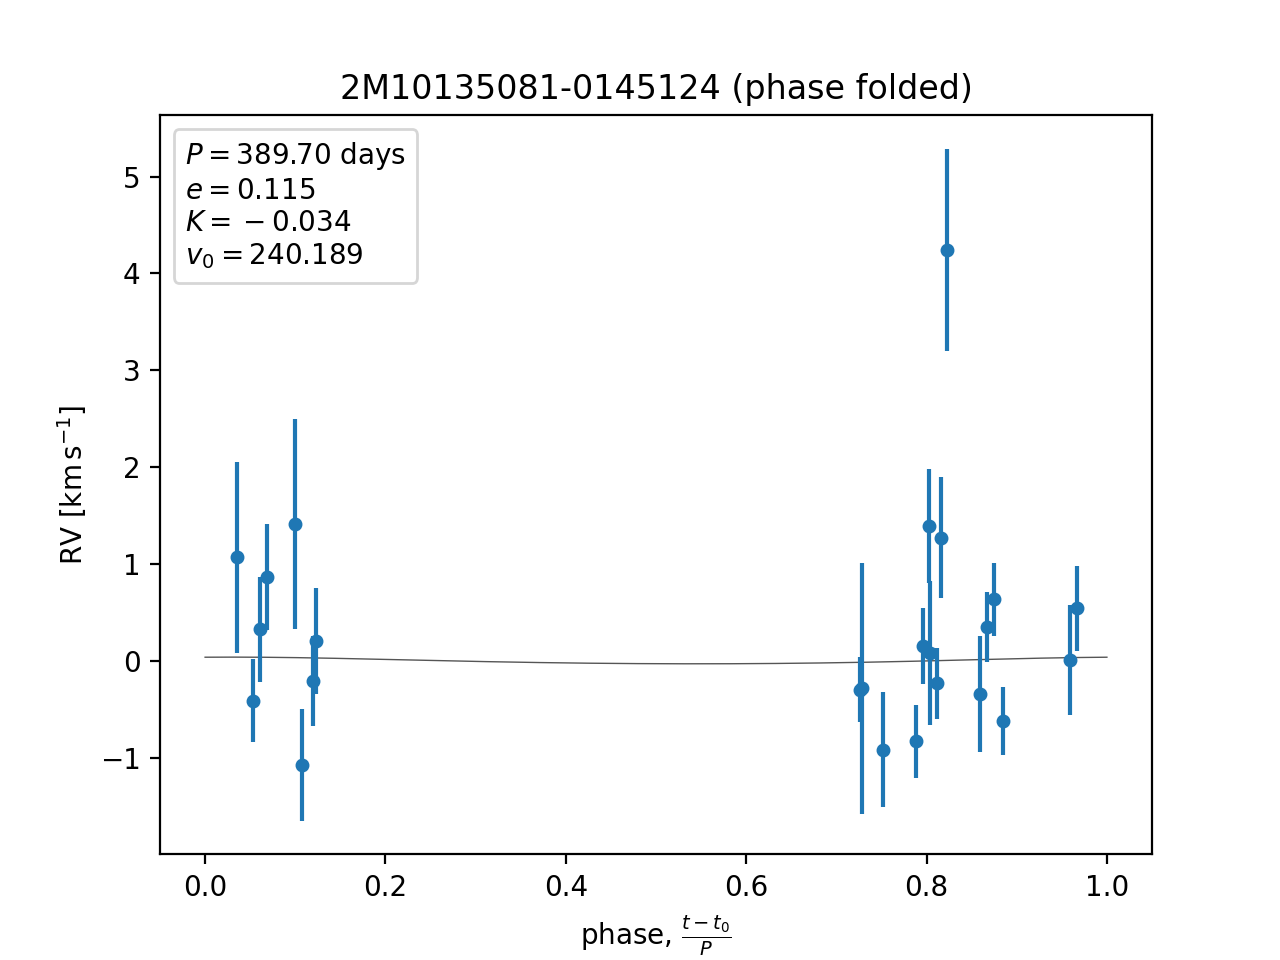 2M10135081-0145124 (phase folded)
P = 389.70 days
e = 0.115
K = −0.034
v₀ = 240.189
RV [km s⁻¹]
5
4
3
2
1
0
−1
0.0 0.2 0.4 0.6 0.8 1.0
phase, (t − t₀)/P